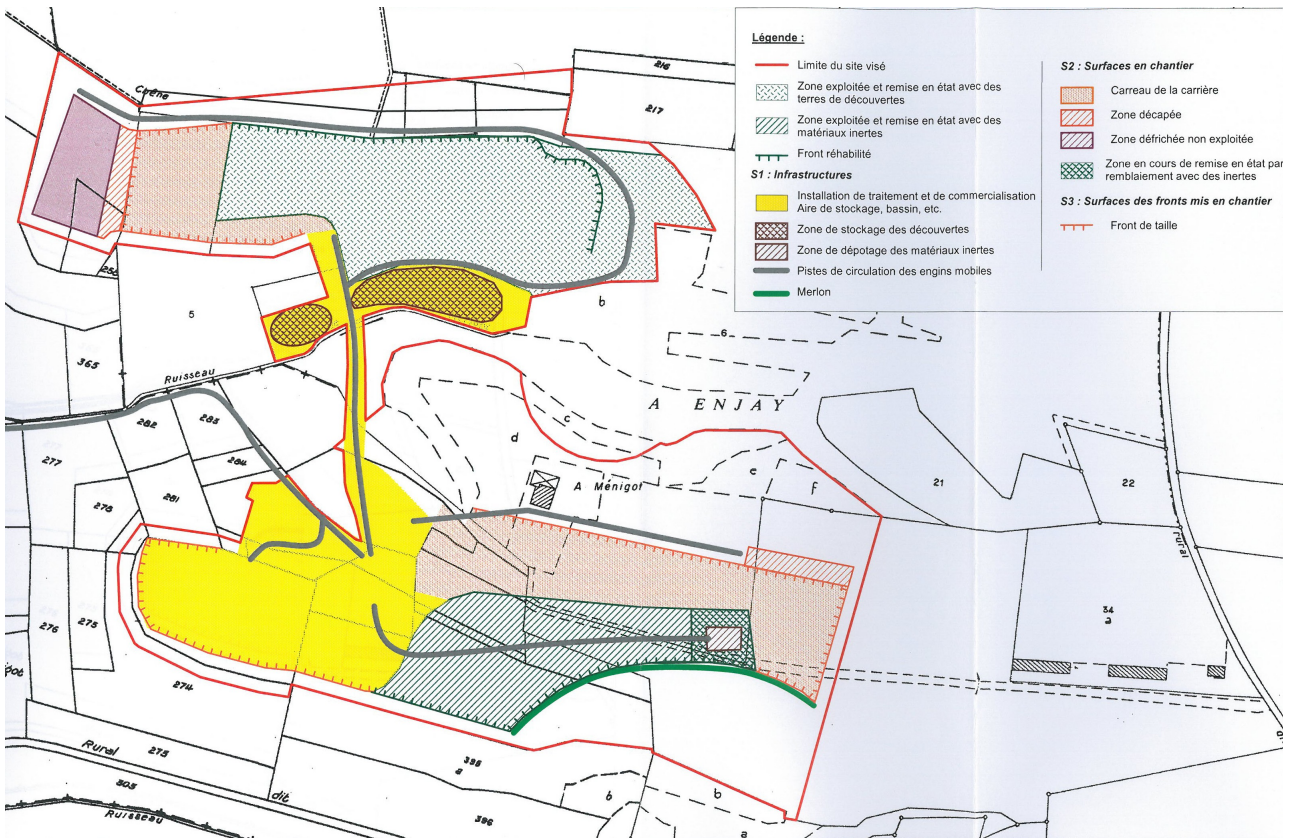 Légende :
Limite du site visé
Zone exploitée et remise en état avec des
terres de découvertes
Zone exploitée et remise en état avec des
matériaux inertes
Front réhabilité
S1 : Infrastructures
Installation de traitement et de commercialisation
Aire de stockage, bassin, etc.
Zone de stockage des découvertes
Zone de dépotage des matériaux inertes
Pistes de circulation des engins mobiles
Merlon
S2 : Surfaces en chantier
Carreau de la carrière
Zone décapée
Zone défrichée non exploitée
Zone en cours de remise en état par
remblaiement avec des inertes
S3 : Surfaces des fronts mis en chantier
Front de taille
216
217
Chêne
5
b
6
365
Ruisseau
A ENJAY
c
d
282
283
277
284
281
278
A Ménigot
e
f
21
22
rural
34
a
276
275
274
Rural
275
dit
395
a
b
b
a
396
303
Ruisseau